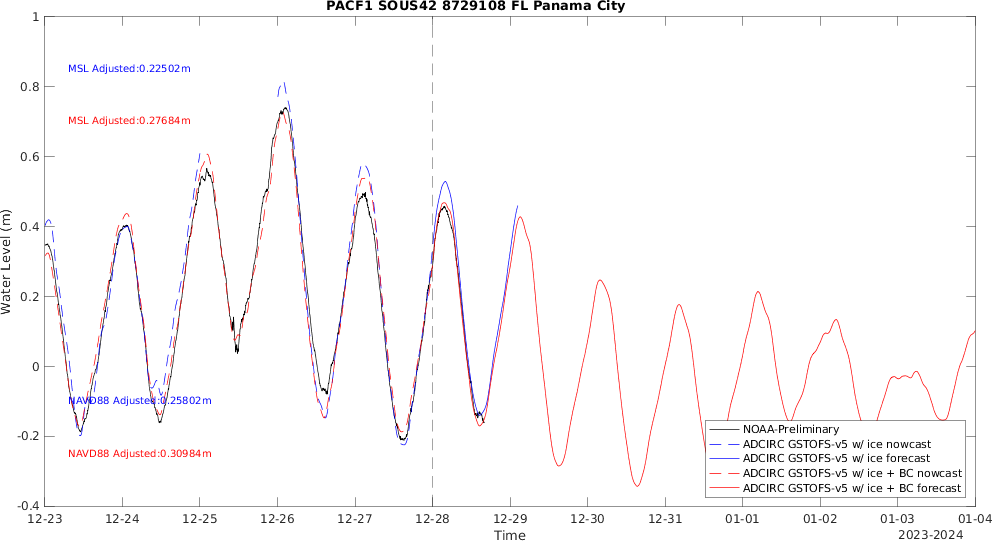 PACF1 SOUS42 8729108 FL Panama City
MSL Adjusted:0.22502m
MSL Adjusted:0.27684m
NAVD88 Adjusted:0.25802m
NAVD88 Adjusted:0.30984m
Water Level (m)
1
0.8
0.6
0.4
0.2
0
-0.2
-0.4
NOAA-Preliminary
ADCIRC GSTOFS-v5 w/ ice nowcast
ADCIRC GSTOFS-v5 w/ ice forecast
ADCIRC GSTOFS-v5 w/ ice + BC nowcast
ADCIRC GSTOFS-v5 w/ ice + BC forecast
12-23 12-24 12-25 12-26 12-27 12-28 12-29 12-30 12-31 01-01 01-02 01-03 01-04
Time
2023-2024